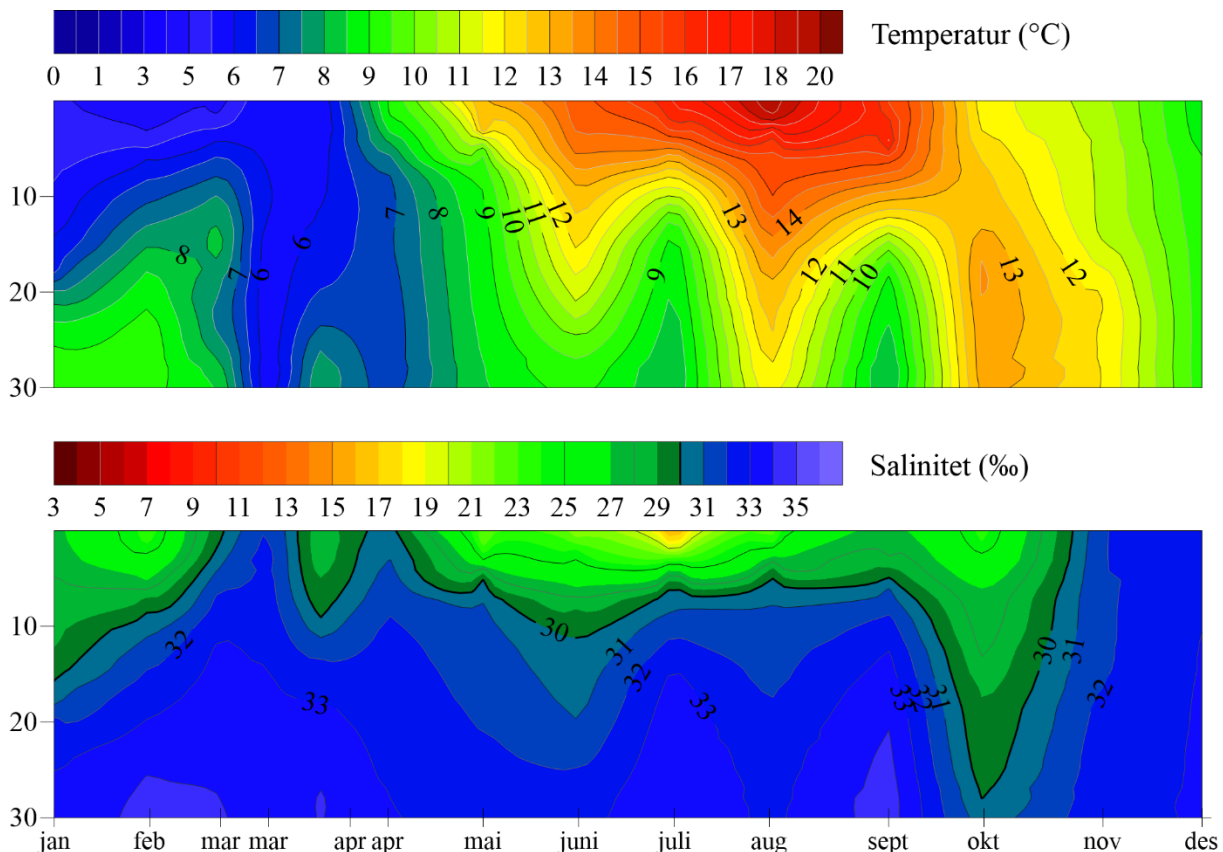 Temperatur (°C)
0 1 3 5 6 7 8 9 10 11 12 13 14 15 16 17 18 20
10
20
30
8 7 6 6 7 8 9 10 11 12 9 13 14 12 11 10 13 12
Salinitet (‰)
3 5 7 9 11 13 15 17 19 21 23 25 27 29 31 33 35
10
20
30
32 33 30 31 32 33 33 32 31 30 31 32
jan feb mar mar apr apr mai juni juli aug sept okt nov des